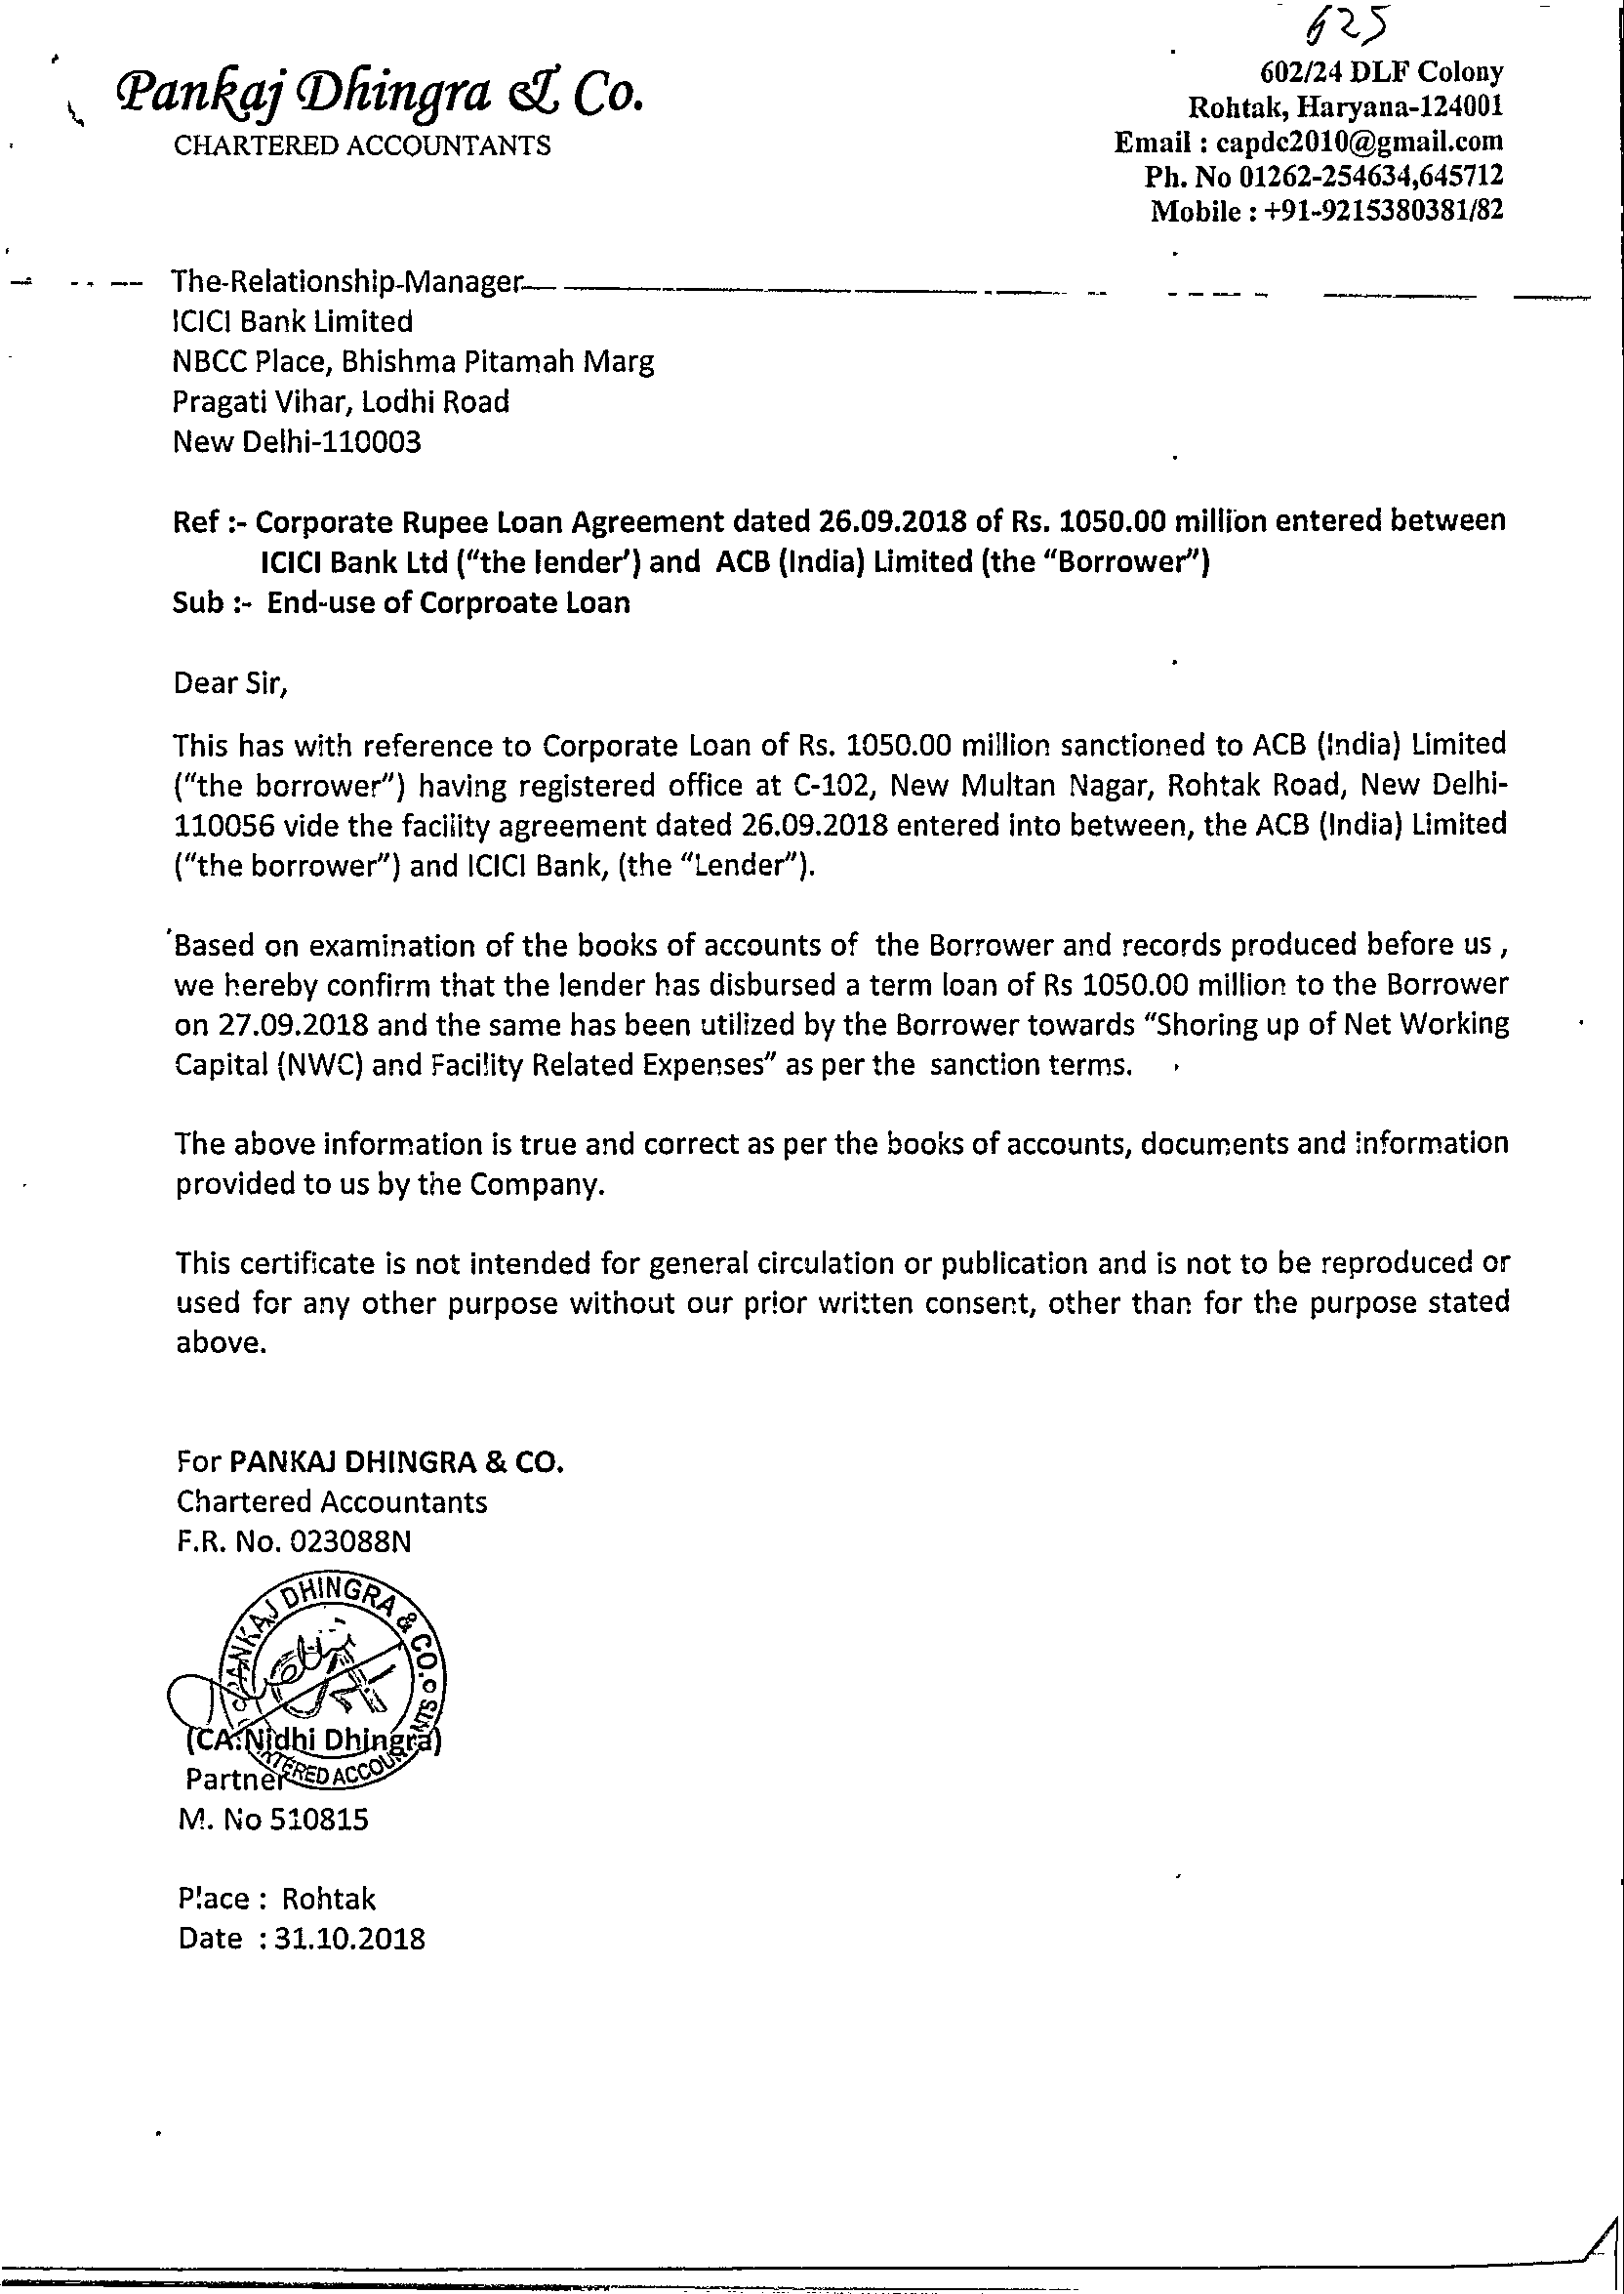 625
Pankaj Dhingra & Co.
CHARTERED ACCOUNTANTS
602/24 DLF Colony
Rohtak, Haryana-124001
Email : capdc2010@gmail.com
Ph. No 01262-254634,645712
Mobile : +91-9215380381/82
The Relationship Manager
ICICI Bank Limited
NBCC Place, Bhishma Pitamah Marg
Pragati Vihar, Lodhi Road
New Delhi-110003
Ref :- Corporate Rupee Loan Agreement dated 26.09.2018 of Rs. 1050.00 million entered between
ICICI Bank Ltd ("the lender') and ACB (India) Limited (the "Borrower")
Sub :- End-use of Corproate Loan
Dear Sir,
This has with reference to Corporate Loan of Rs. 1050.00 million sanctioned to ACB (India) Limited
("the borrower") having registered office at C-102, New Multan Nagar, Rohtak Road, New Delhi-
110056 vide the facility agreement dated 26.09.2018 entered into between, the ACB (India) Limited
("the borrower") and ICICI Bank, (the "Lender").
Based on examination of the books of accounts of the Borrower and records produced before us ,
we hereby confirm that the lender has disbursed a term loan of Rs 1050.00 million to the Borrower
on 27.09.2018 and the same has been utilized by the Borrower towards "Shoring up of Net Working
Capital (NWC) and Facility Related Expenses" as per the sanction terms.
The above information is true and correct as per the books of accounts, documents and information
provided to us by the Company.
This certificate is not intended for general circulation or publication and is not to be reproduced or
used for any other purpose without our prior written consent, other than for the purpose stated
above.
For PANKAJ DHINGRA & CO.
Chartered Accountants
F.R. No. 023088N
PANKAJ DHINGRA & CO.
(CA. Nidhi Dhingra)
Partner
M. No 510815
Place : Rohtak
Date : 31.10.2018